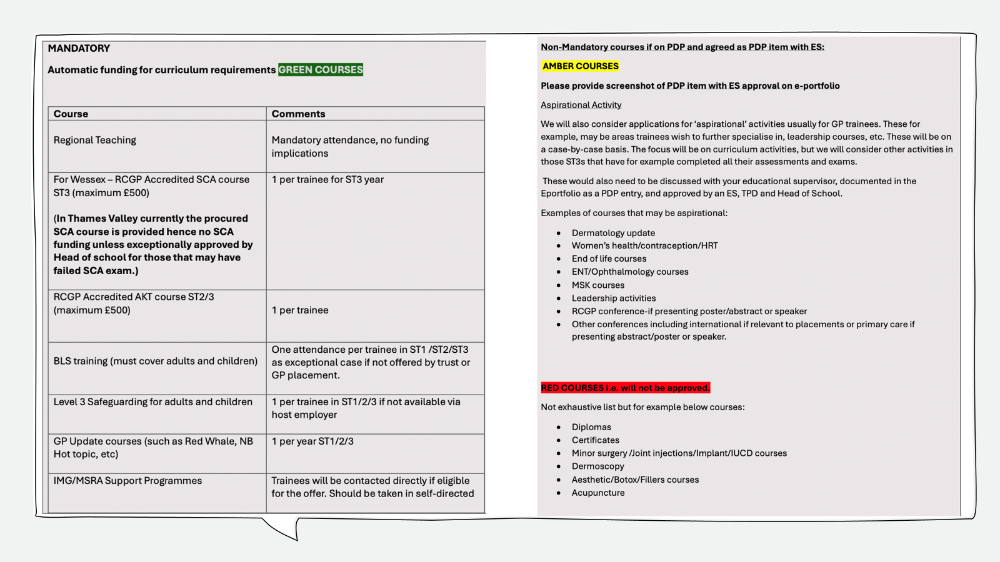 MANDATORY
Automatic funding for curriculum requirements GREEN COURSES
Course
Comments
Regional Teaching
Mandatory attendance, no funding
implications
For Wessex – RCGP Accredited SCA course
ST3 (maximum £500)
(In Thames Valley currently the procured
SCA course is provided hence no SCA
funding unless exceptionally approved by
Head of school for those that may have
failed SCA exam.)
1 per trainee for ST3 year
RCGP Accredited AKT course ST2/3
(maximum £500)
1 per trainee
BLS training (must cover adults and children)
One attendance per trainee in ST1 /ST2/ST3
as exceptional case if not offered by trust or
GP placement.
Level 3 Safeguarding for adults and children
1 per trainee in ST1/2/3 if not available via
host employer
GP Update courses (such as Red Whale, NB
Hot topic, etc)
1 per year ST1/2/3
IMG/MSRA Support Programmes
Trainees will be contacted directly if eligible
for the offer. Should be taken in self-directed
Non-Mandatory courses if on PDP and agreed as PDP item with ES:
AMBER COURSES
Please provide screenshot of PDP item with ES approval on e-portfolio
Aspirational Activity
We will also consider applications for ‘aspirational’ activities usually for GP trainees. These for
example, may be areas trainees wish to further specialise in, leadership courses, etc. These will be on
a case-by-case basis. The focus will be on curriculum activities, but we will consider other activities in
those ST3s that have for example completed all their assessments and exams.
These would also need to be discussed with your educational supervisor, documented in the
Eportfolio as a PDP entry, and approved by an ES, TPD and Head of School.
Examples of courses that may be aspirational:
• Dermatology update
• Women’s health/contraception/HRT
• End of life courses
• ENT/Ophthalmology courses
• MSK courses
• Leadership activities
• RCGP conference-if presenting poster/abstract or speaker
• Other conferences including international if relevant to placements or primary care if
presenting abstract/poster or speaker.
RED COURSES i.e. will not be approved.
Not exhaustive list but for example below courses:
• Diplomas
• Certificates
• Minor surgery /Joint injections/Implant/IUCD courses
• Dermoscopy
• Aesthetic/Botox/Fillers courses
• Acupuncture